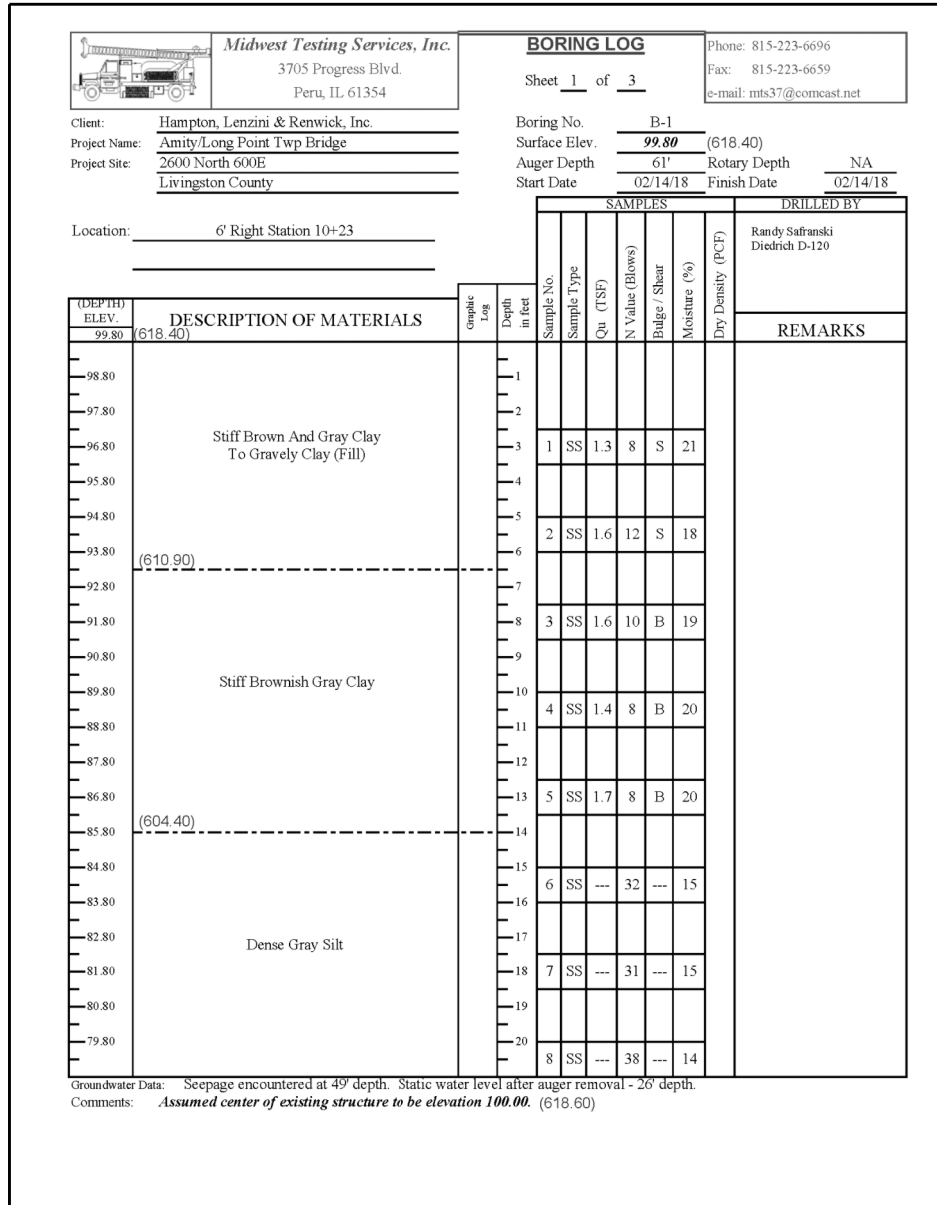 Midwest Testing Services, Inc.
3705 Progress Blvd.
Peru, IL 61354
BORING LOG
Sheet 1 of 3
Phone: 815-223-6696
Fax: 815-223-6659
e-mail: mts37@comcast.net
Client: Hampton, Lenzini & Renwick, Inc.
Project Name: Amity/Long Point Twp Bridge
Project Site: 2600 North 600E
Livingston County
Boring No. B-1
Surface Elev. 99.80 (618.40)
Auger Depth 61' Rotary Depth NA
Start Date 02/14/18 Finish Date 02/14/18
Location: 6' Right Station 10+23
SAMPLES
DRILLED BY
Randy Safranski
Diedrich D-120
(DEPTH)
ELEV.
99.80 (618.40)
DESCRIPTION OF MATERIALS
Graphic
Log
Depth
in feet
Sample No.
Sample Type
Qu (TSF)
N Value (Blows)
Bulge / Shear
Moisture (%)
Dry Density (PCF)
REMARKS
98.80 1
97.80 2
Stiff Brown And Gray Clay
To Gravely Clay (Fill)
96.80 3 1 SS 1.3 8 S 21
95.80 4
94.80 5
2 SS 1.6 12 S 18
93.80 6
(610.90)
92.80 7
91.80 8 3 SS 1.6 10 B 19
90.80 9
Stiff Brownish Gray Clay
89.80 10
4 SS 1.4 8 B 20
88.80 11
87.80 12
86.80 13 5 SS 1.7 8 B 20
(604.40)
85.80 14
84.80 15
6 SS --- 32 --- 15
83.80 16
82.80 17
Dense Gray Silt
81.80 18 7 SS --- 31 --- 15
80.80 19
79.80 20
8 SS --- 38 --- 14
Groundwater Data: Seepage encountered at 49' depth. Static water level after auger removal - 26' depth.
Comments: Assumed center of existing structure to be elevation 100.00. (618.60)